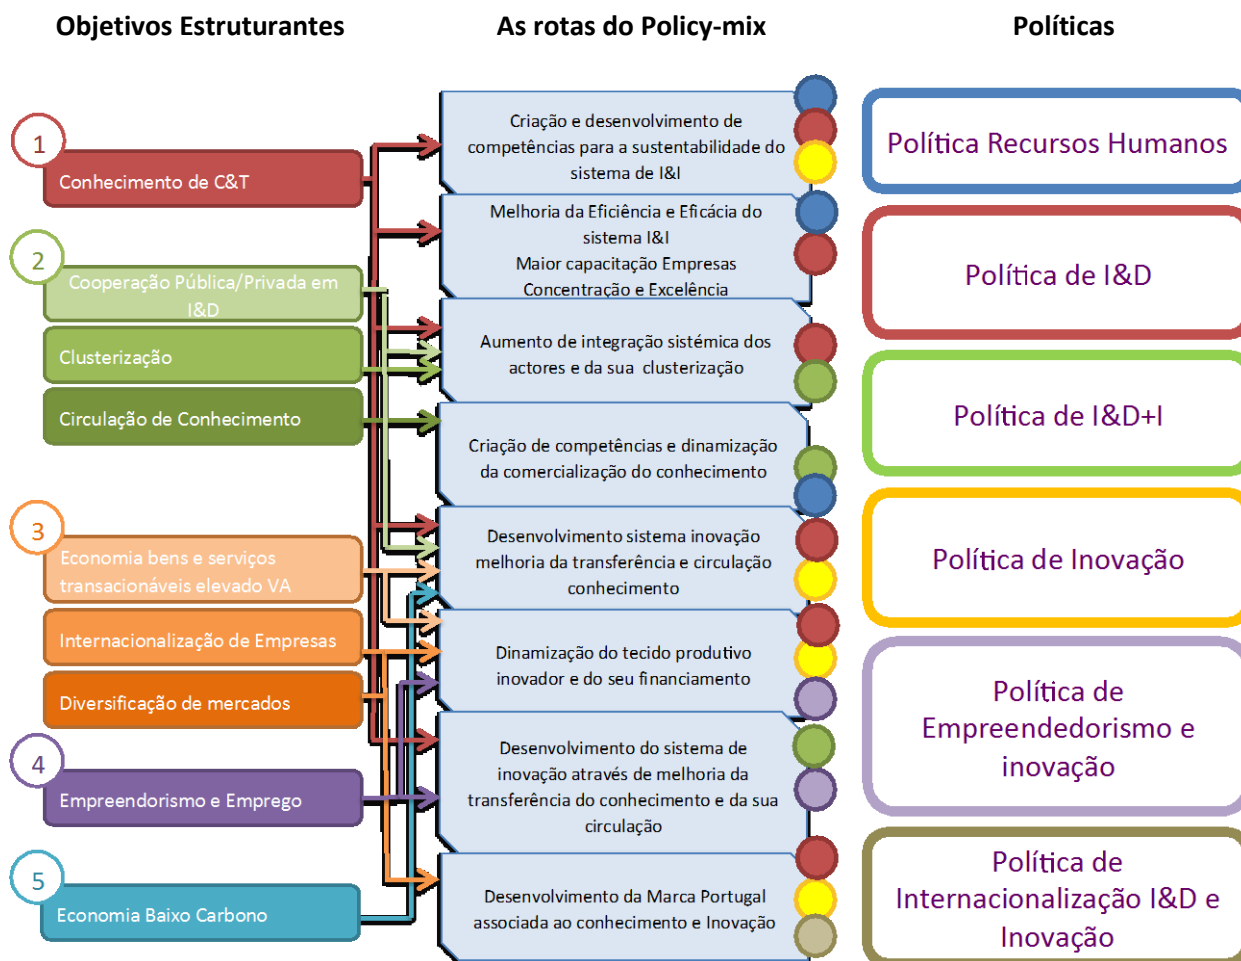 Objetivos Estruturantes
As rotas do Policy-mix
Políticas
1
Conhecimento de C&T
2
Cooperação Pública/Privada em
I&D
Clusterização
Circulação de Conhecimento
3
Economia bens e serviços
transacionáveis elevado VA
Internacionalização de Empresas
Diversificação de mercados
4
Empreendorismo e Emprego
5
Economia Baixo Carbono
Criação e desenvolvimento de
competências para a sustentabilidade do
sistema de I&I
Melhoria da Eficiência e Eficácia do
sistema I&I
Maior capacitação Empresas
Concentração e Excelência
Aumento de integração sistémica dos
actores e da sua clusterização
Criação de competências e dinamização
da comercialização do conhecimento
Desenvolvimento sistema inovação
melhoria da transferência e circulação
conhecimento
Dinamização do tecido produtivo
inovador e do seu financiamento
Desenvolvimento do sistema de
inovação através de melhoria da
transferência do conhecimento e da sua
circulação
Desenvolvimento da Marca Portugal
associada ao conhecimento e Inovação
Política Recursos Humanos
Política de I&D
Política de I&D+I
Política de Inovação
Política de
Empreendedorismo e
inovação
Política de
Internacionalização I&D e
Inovação